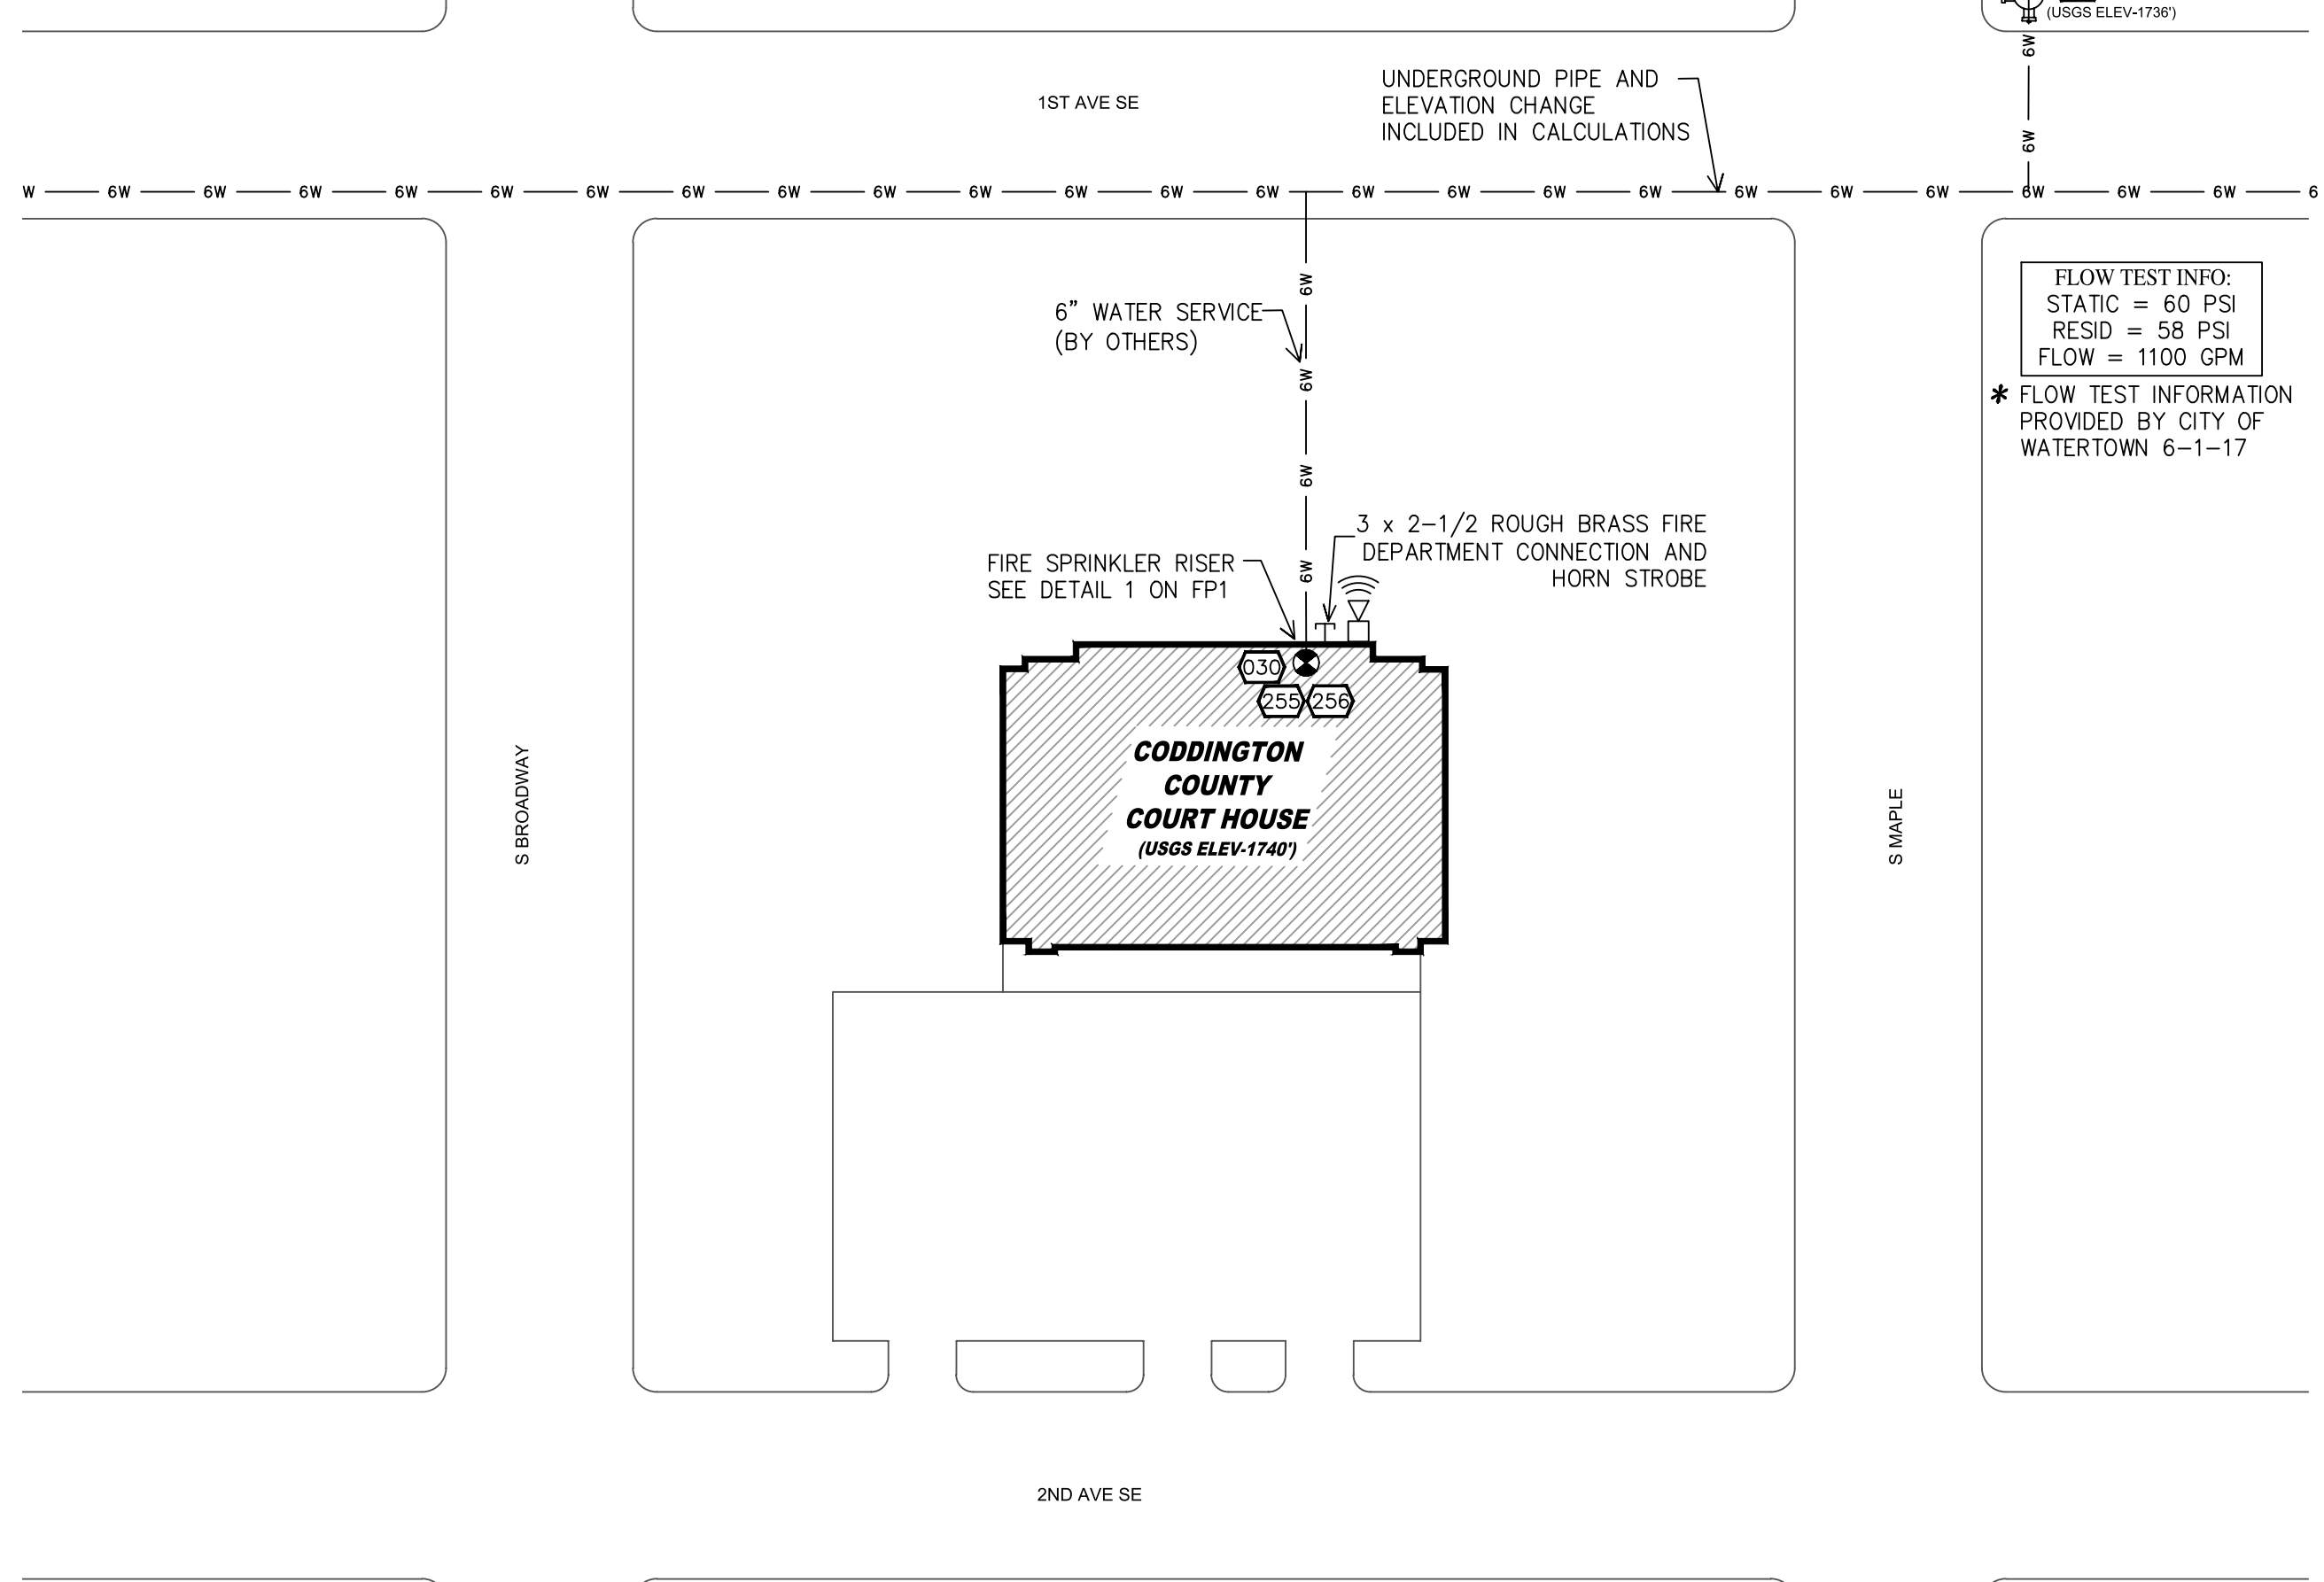 (USGS ELEV-1736')
6W
1ST AVE SE
UNDERGROUND PIPE AND
ELEVATION CHANGE
INCLUDED IN CALCULATIONS
6W
W 6W 6W 6W 6W 6W 6W 6W 6W 6W 6W 6W 6W 6W 6W 6W 6W 6W 6W 6W 6W 6W 6W 6W 6
6W
6" WATER SERVICE
(BY OTHERS)
6W
6W
6W
FLOW TEST INFO:
STATIC = 60 PSI
RESID = 58 PSI
FLOW = 1100 GPM
* FLOW TEST INFORMATION
PROVIDED BY CITY OF
WATERTOWN 6-1-17
3 x 2-1/2 ROUGH BRASS FIRE
DEPARTMENT CONNECTION AND
HORN STROBE
FIRE SPRINKLER RISER
SEE DETAIL 1 ON FP1
030
255 256
CODDINGTON
COUNTY
COURT HOUSE
(USGS ELEV-1740')
S BROADWAY
S MAPLE
2ND AVE SE